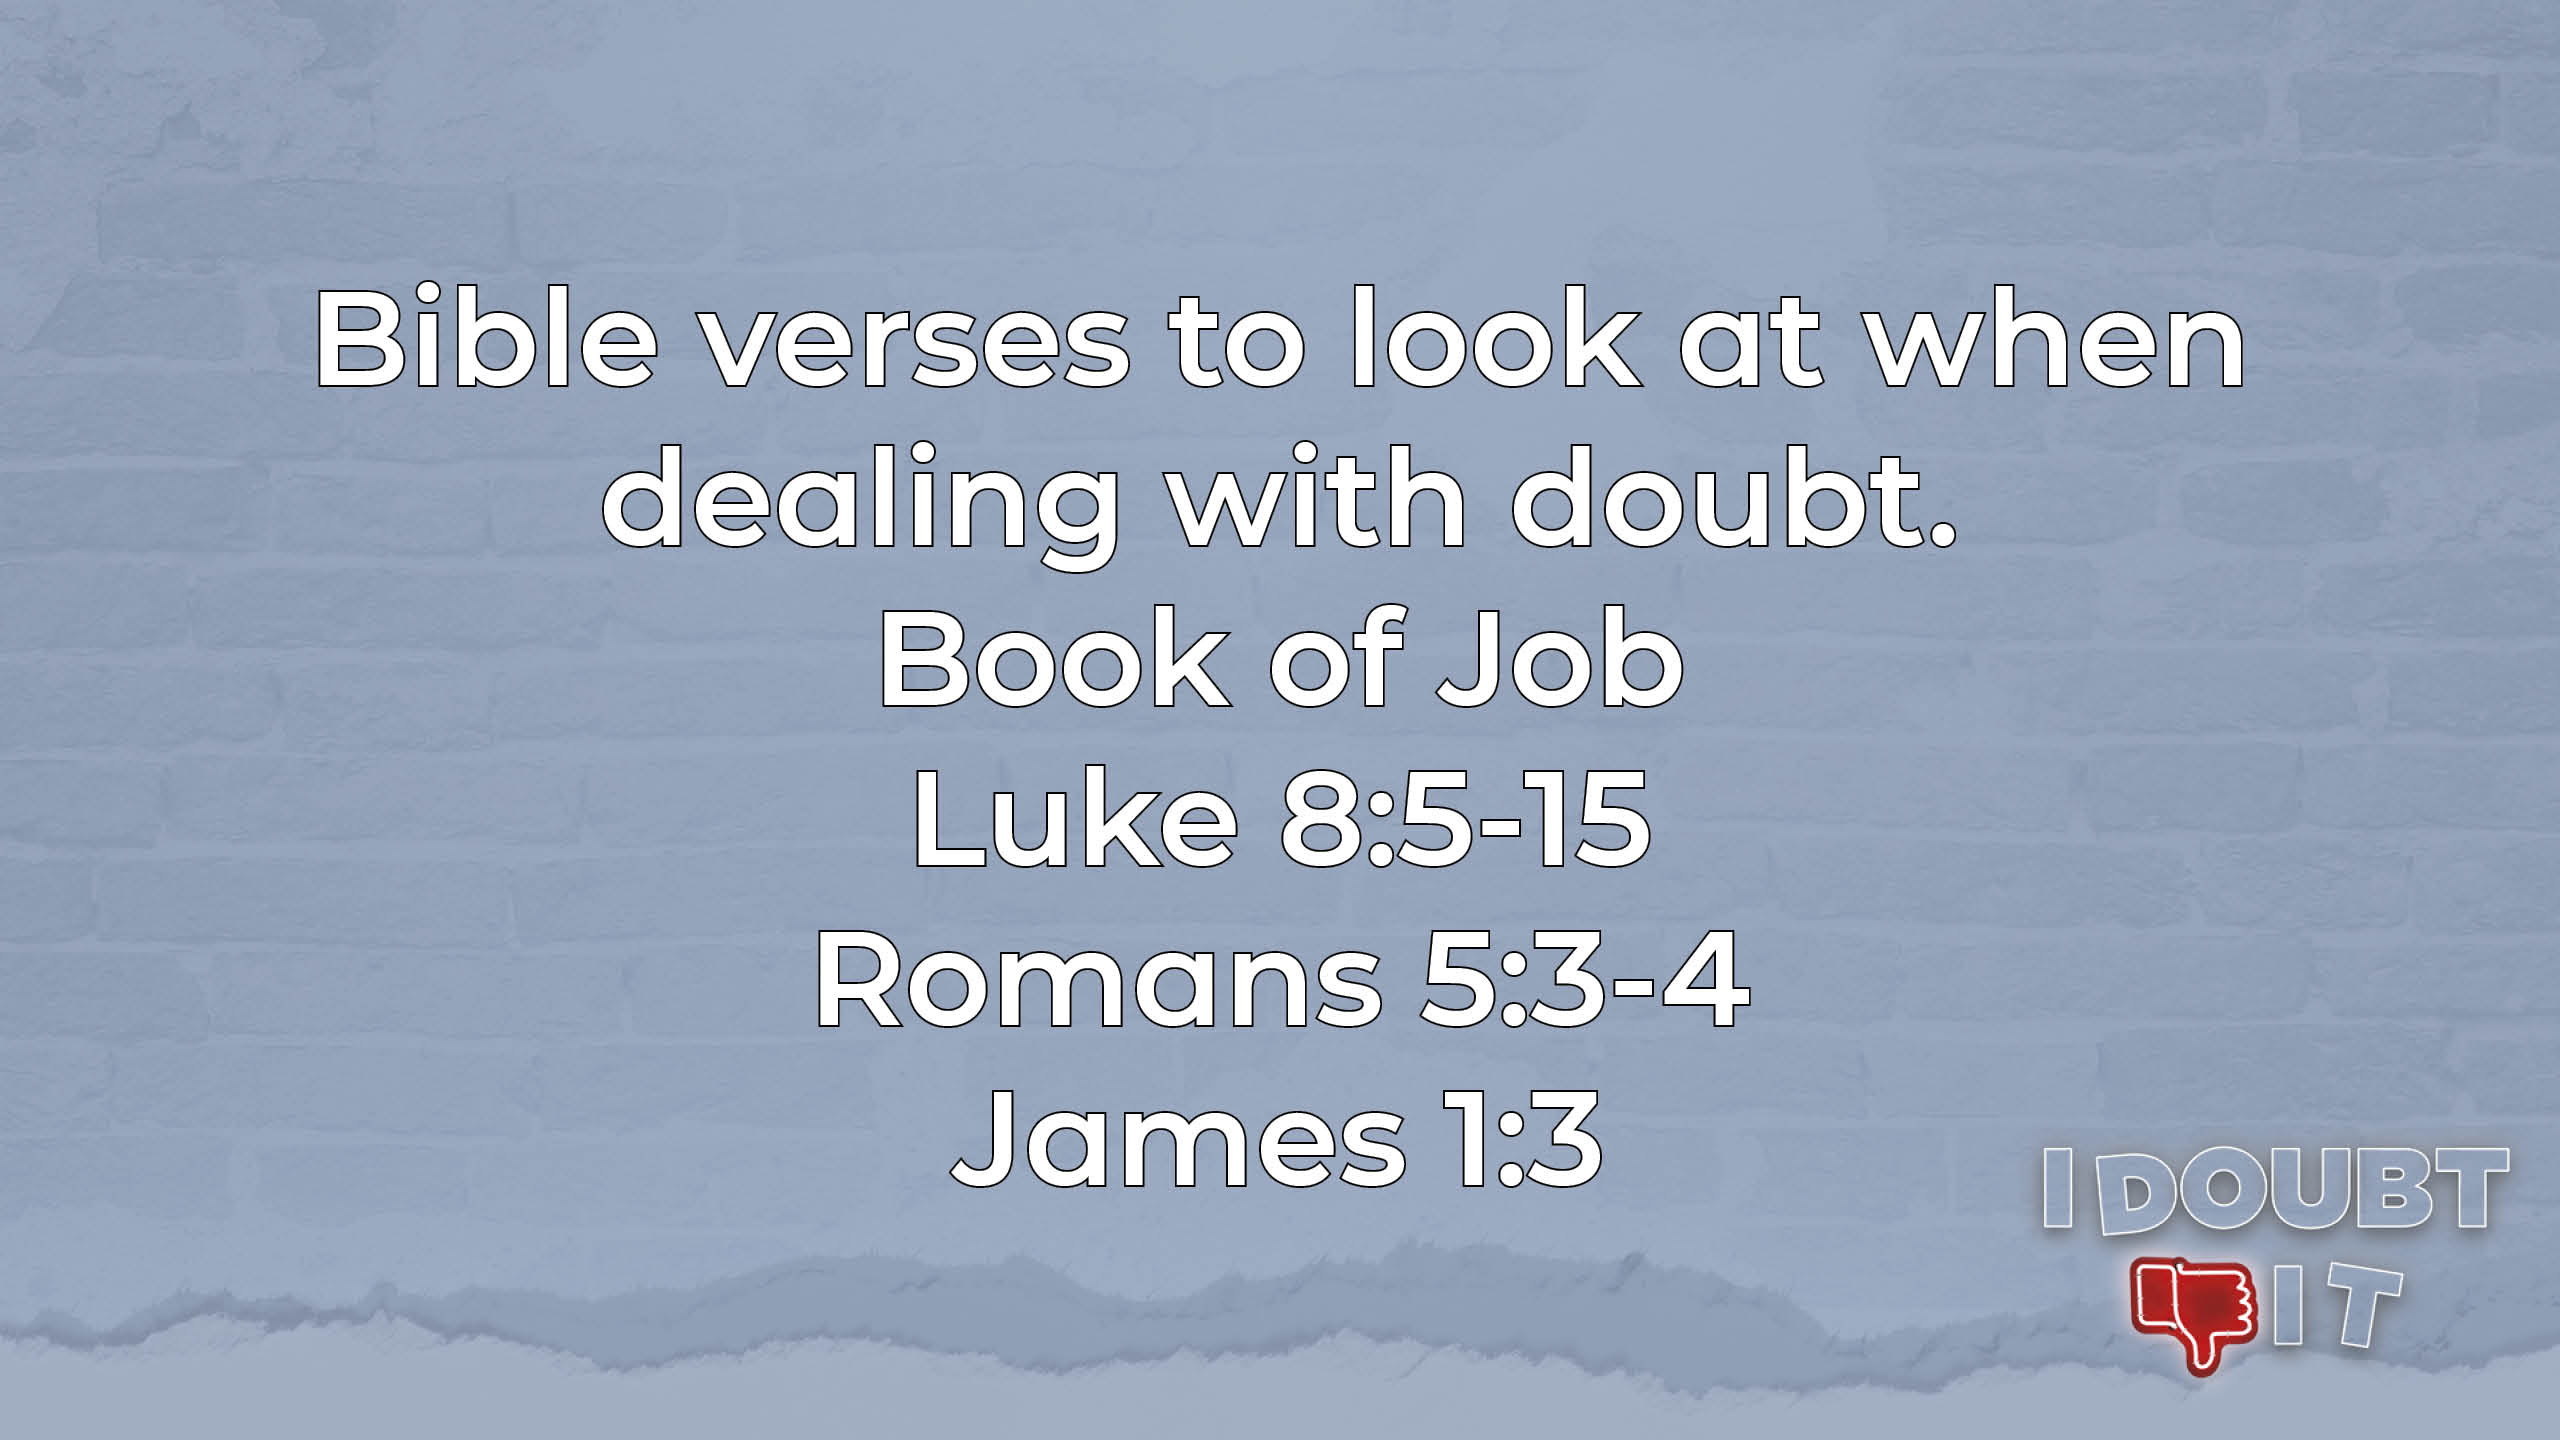 Bible verses to look at when
dealing with doubt.
Book of Job
Luke 8:5-15
Romans 5:3-4
James 1:3
I DOUBT
IT